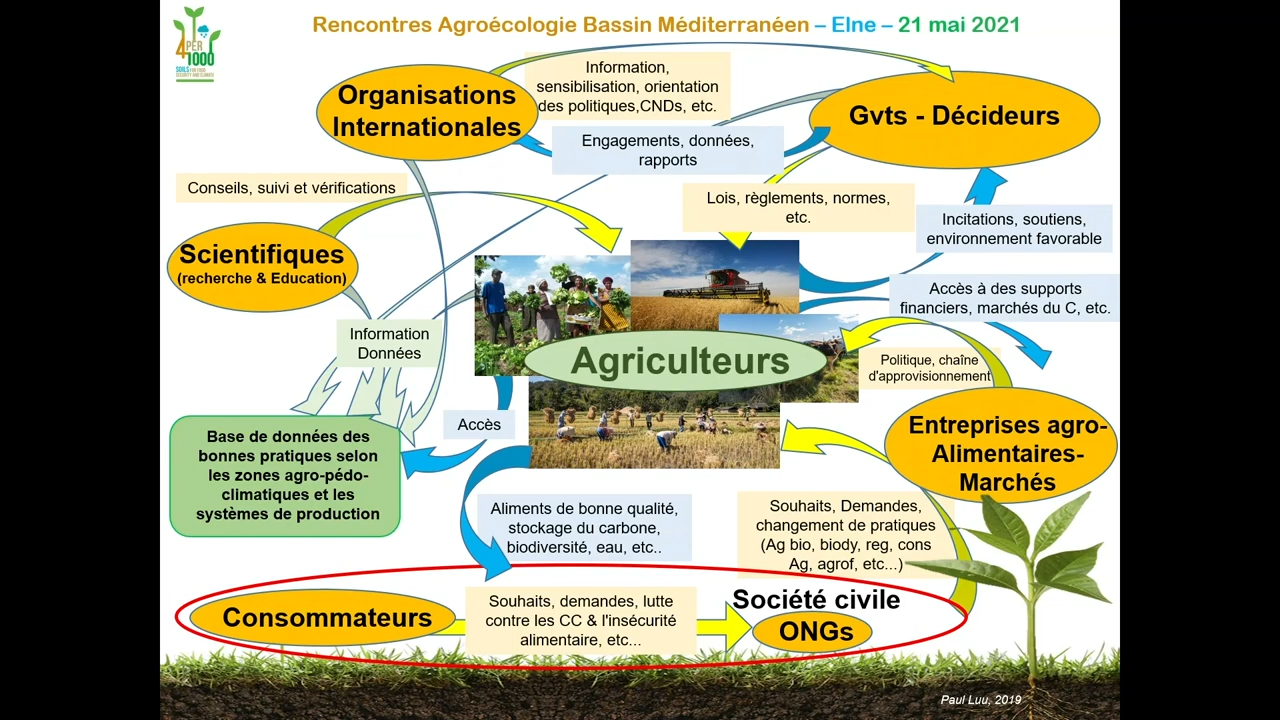 Rencontres Agroécologie Bassin Méditerranéen – Elne – 21 mai 2021
4 PER
1000
Organisations
Internationales
Information,
sensibilisation, orientation
des politiques,CNDs, etc.
Gvts - Décideurs
Engagements, données,
rapports
Conseils, suivi et vérifications
Lois, règlements, normes,
etc.
Incitations, soutiens,
environnement favorable
Scientifiques
(recherche & Education)
Accès à des supports
financiers, marchés du C, etc.
Information
Données
Agriculteurs
Politique, chaîne
d'approvisionnement
Accès
Entreprises agro-
Alimentaires-
Marchés
Base de données des
bonnes pratiques selon
les zones agro-pédo-
climatiques et les
systèmes de production
Aliments de bonne qualité,
stockage du carbone,
biodiversité, eau, etc..
Souhaits, Demandes,
changement de pratiques
(Ag bio, biody, reg, cons
Ag, agrof, etc...)
Consommateurs
Souhaits, demandes, lutte
contre les CC & l'insécurité
alimentaire, etc...
Société civile
ONGs
Paul Luu, 2019